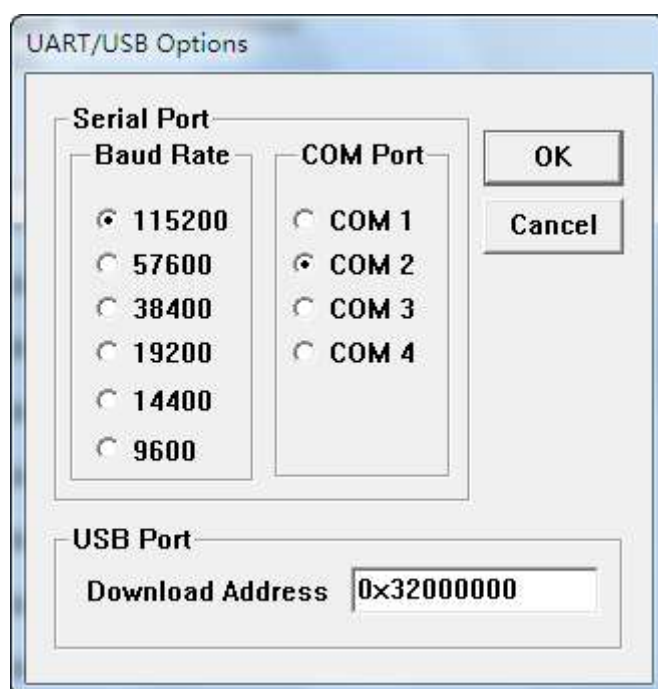 UART/USB Options
Serial Port
Baud Rate
115200
57600
38400
19200
14400
9600
COM Port
COM 1
COM 2
COM 3
COM 4
OK
Cancel
USB Port
Download Address 0x32000000